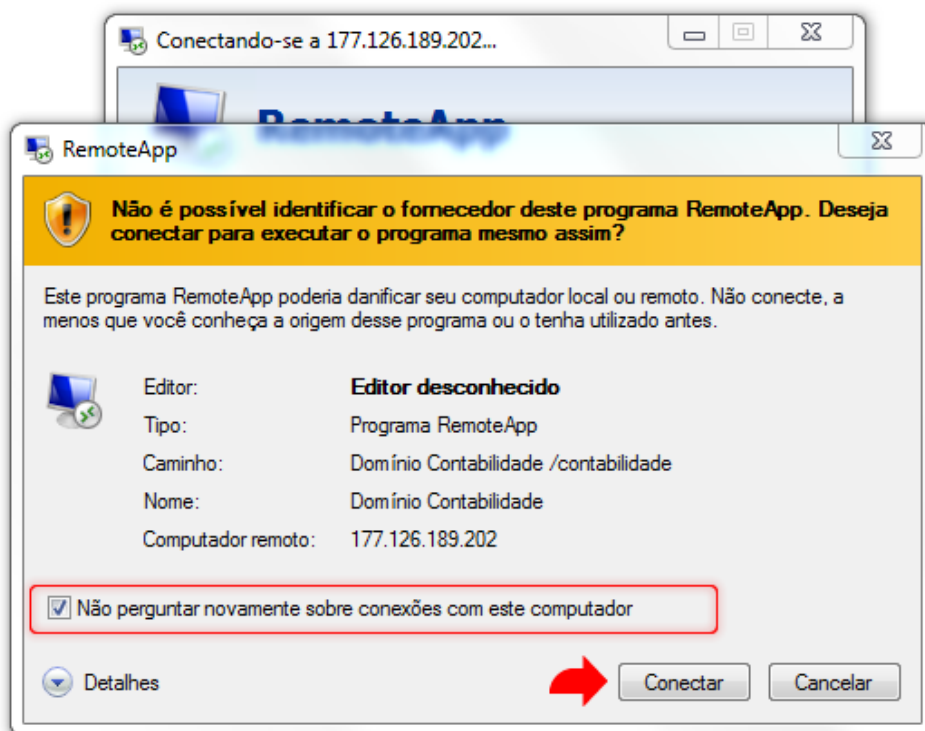 Conectando-se a 177.126.189.202...
RemoteApp
RemoteApp
Não é possível identificar o fornecedor deste programa RemoteApp. Deseja
conectar para executar o programa mesmo assim?
Este programa RemoteApp poderia danificar seu computador local ou remoto. Não conecte, a
menos que você conheça a origem desse programa ou o tenha utilizado antes.
Editor: Editor desconhecido
Tipo: Programa RemoteApp
Caminho: Domínio Contabilidade /contabilidade
Nome: Domínio Contabilidade
Computador remoto: 177.126.189.202
Não perguntar novamente sobre conexões com este computador
Detalhes Conectar Cancelar